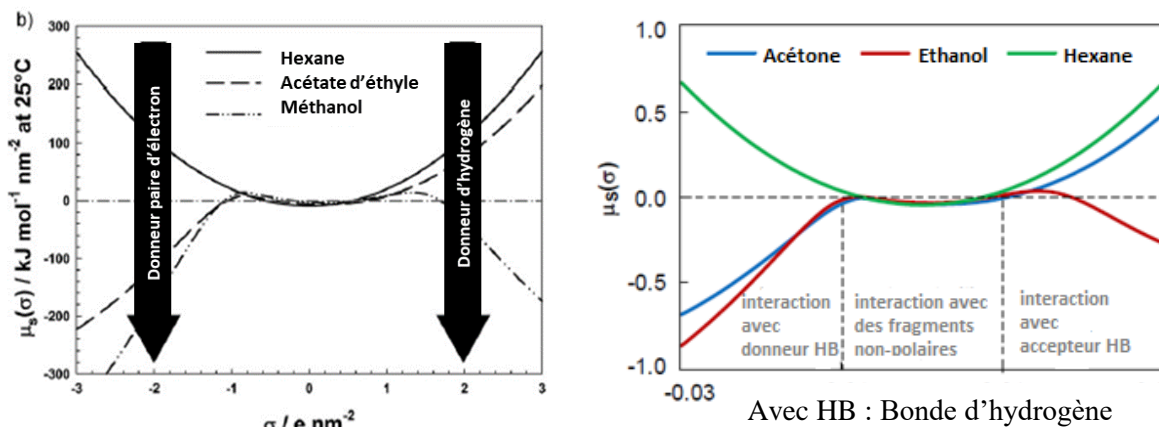 b)
300
200
100
0
-100
-200
-300
μs(σ) / kJ mol⁻¹ nm⁻² at 25°C
Hexane
Acétate d'éthyle
Méthanol
Donneur paire d'électron
Donneur d'hydrogène
-3 -2 -1 0 1 2 3
σ / e nm⁻²
1.0
0.5
0.0
-0.5
-1.0
μs(σ)
Acétone Ethanol Hexane
interaction
avec
donneur HB
interaction avec
des fragments
non-polaires
interaction
avec
accepteur HB
-0.03
Avec HB : Bonde d'hydrogène